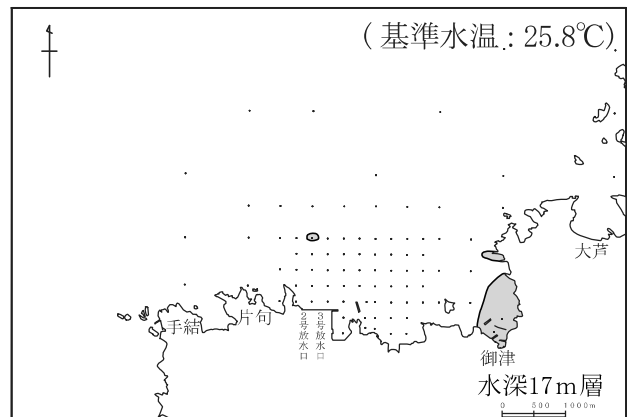 (基準水温:25.8℃)
大芦
手結
片句
2号放水口
3号放水口
御津
水深17m層
0 500 1000m